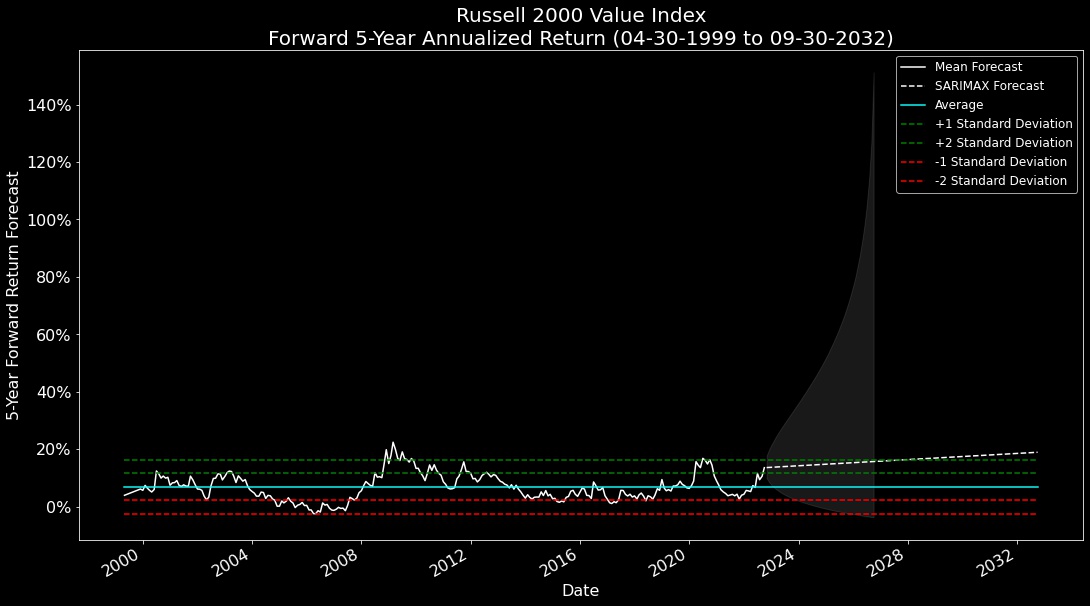 Russell 2000 Value Index
Forward 5-Year Annualized Return (04-30-1999 to 09-30-2032)
Mean Forecast
SARIMAX Forecast
Average
+1 Standard Deviation
+2 Standard Deviation
-1 Standard Deviation
-2 Standard Deviation
5-Year Forward Return Forecast
140%
120%
100%
80%
60%
40%
20%
0%
2000
2004
2008
2012
2016
2020
2024
2028
2032
Date